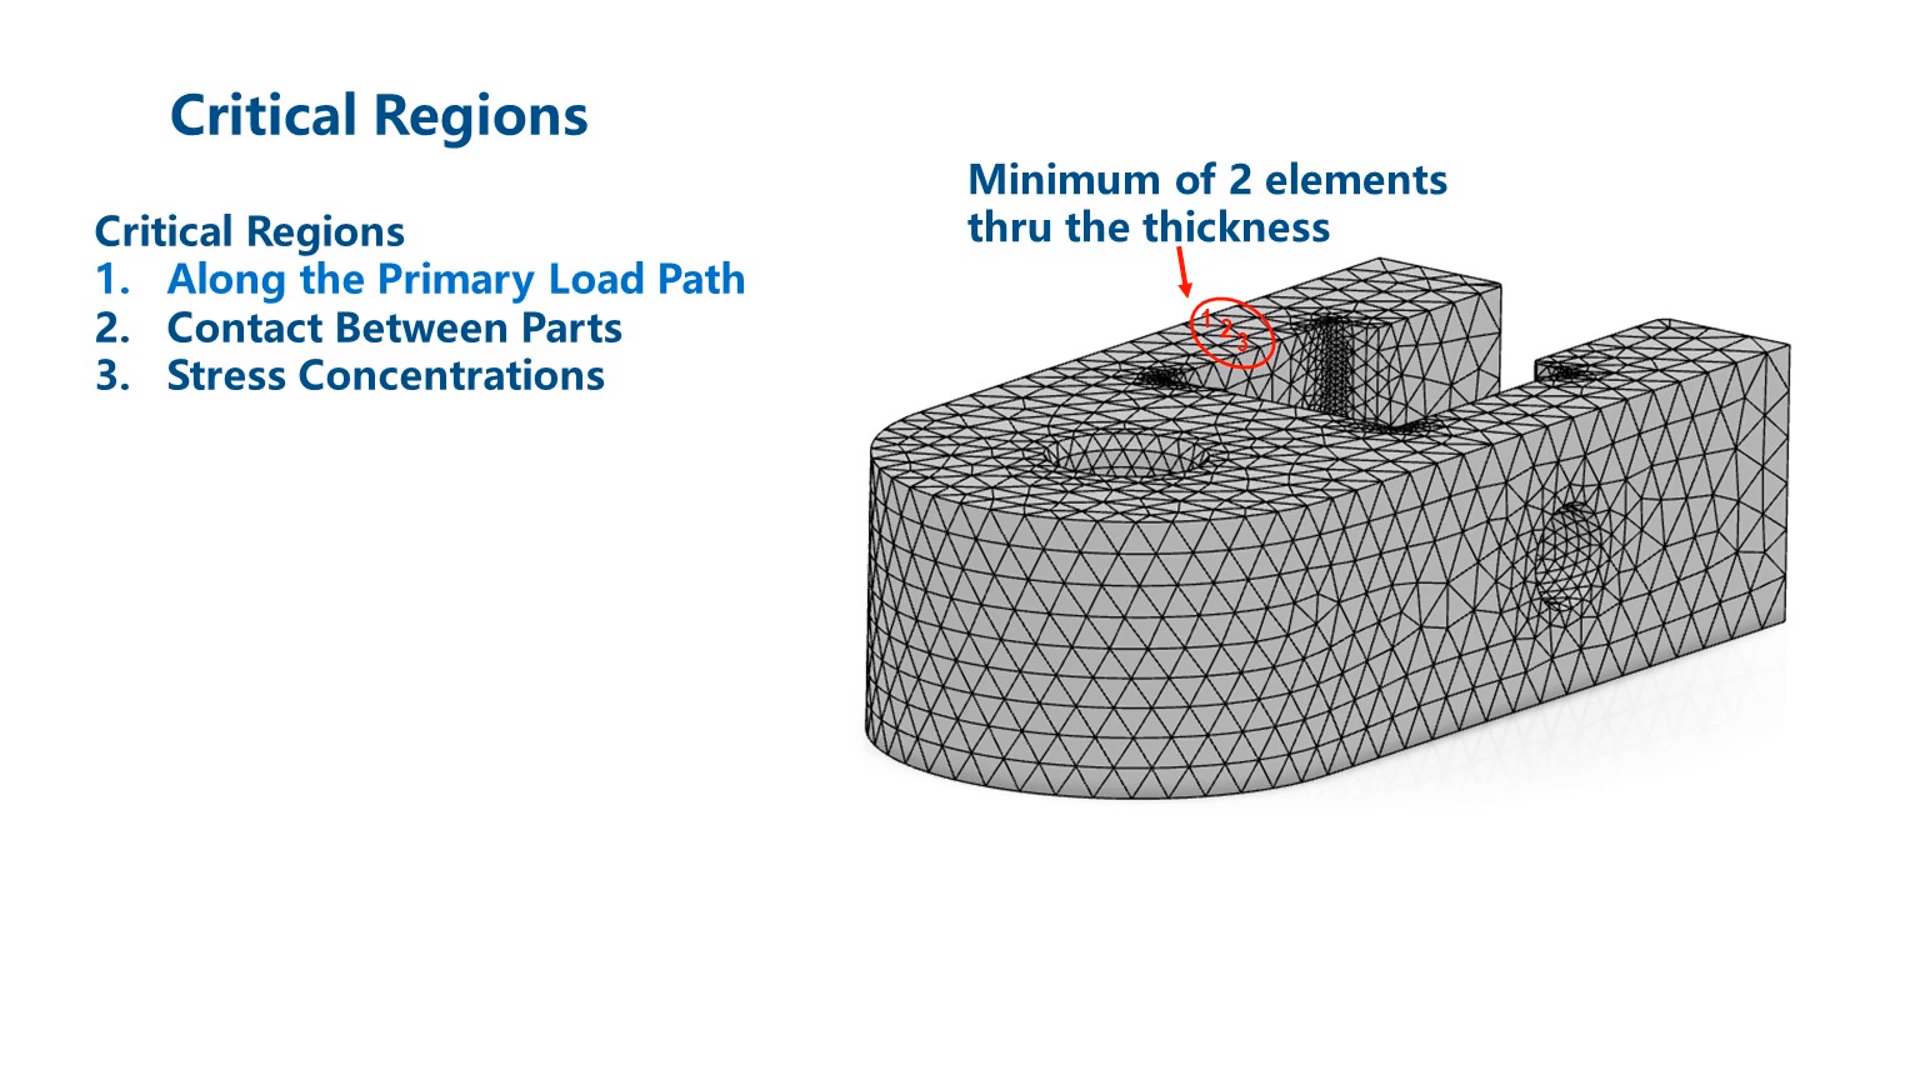 Critical Regions
Critical Regions
1. Along the Primary Load Path
2. Contact Between Parts
3. Stress Concentrations
Minimum of 2 elements
thru the thickness
1
2
3